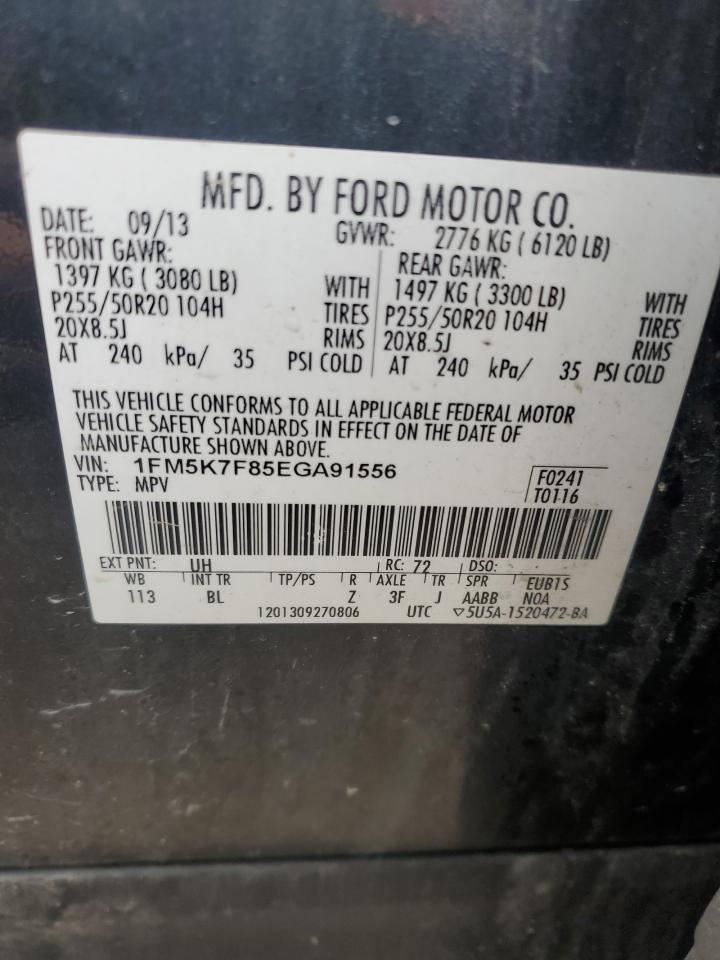 MFD. BY FORD MOTOR CO.
DATE: 09/13 GVWR: 2776 KG ( 6120 LB)
FRONT GAWR: REAR GAWR:
1397 KG ( 3080 LB) WITH 1497 KG ( 3300 LB) WITH
P255/50R20 104H TIRES P255/50R20 104H TIRES
20X8.5J RIMS 20X8.5J RIMS
AT 240 kPa/ 35 PSI COLD AT 240 kPa/ 35 PSI COLD
THIS VEHICLE CONFORMS TO ALL APPLICABLE FEDERAL MOTOR
VEHICLE SAFETY STANDARDS IN EFFECT ON THE DATE OF
MANUFACTURE SHOWN ABOVE.
VIN: 1FM5K7F85EGA91556 F0241
TYPE: MPV T0116
EXT PNT: UH RC: 72 DSO:
WB INT TR TP/PS R AXLE TR SPR EUB1S
113 BL Z 3F J AABB N0A
1201309270806 UTC ▽5U5A-1520472-BA